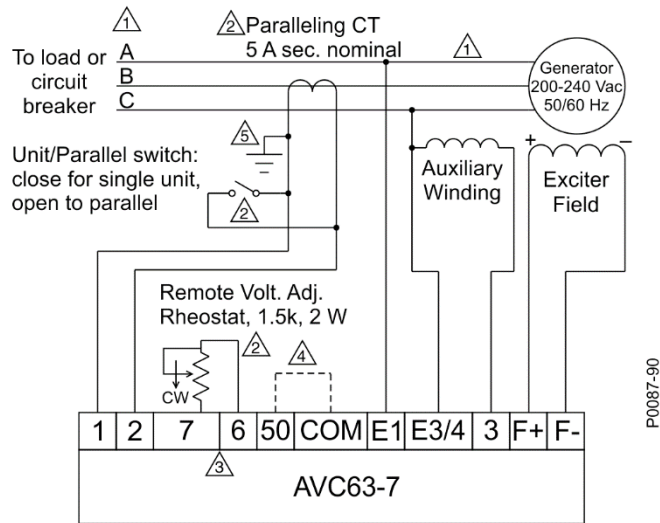 1
2 Paralleling CT
5 A sec. nominal
1
To load or
circuit
breaker
A
B
C
Generator
200-240 Vac
50/60 Hz
5
Unit/Parallel switch:
close for single unit,
open to parallel
2
Auxiliary
Winding
+
–
Exciter
Field
Remote Volt. Adj.
Rheostat, 1.5k, 2 W
2
4
CW
1 2 7 6 50 COM E1 E3/4 3 F+ F-
3
AVC63-7
P0087-90